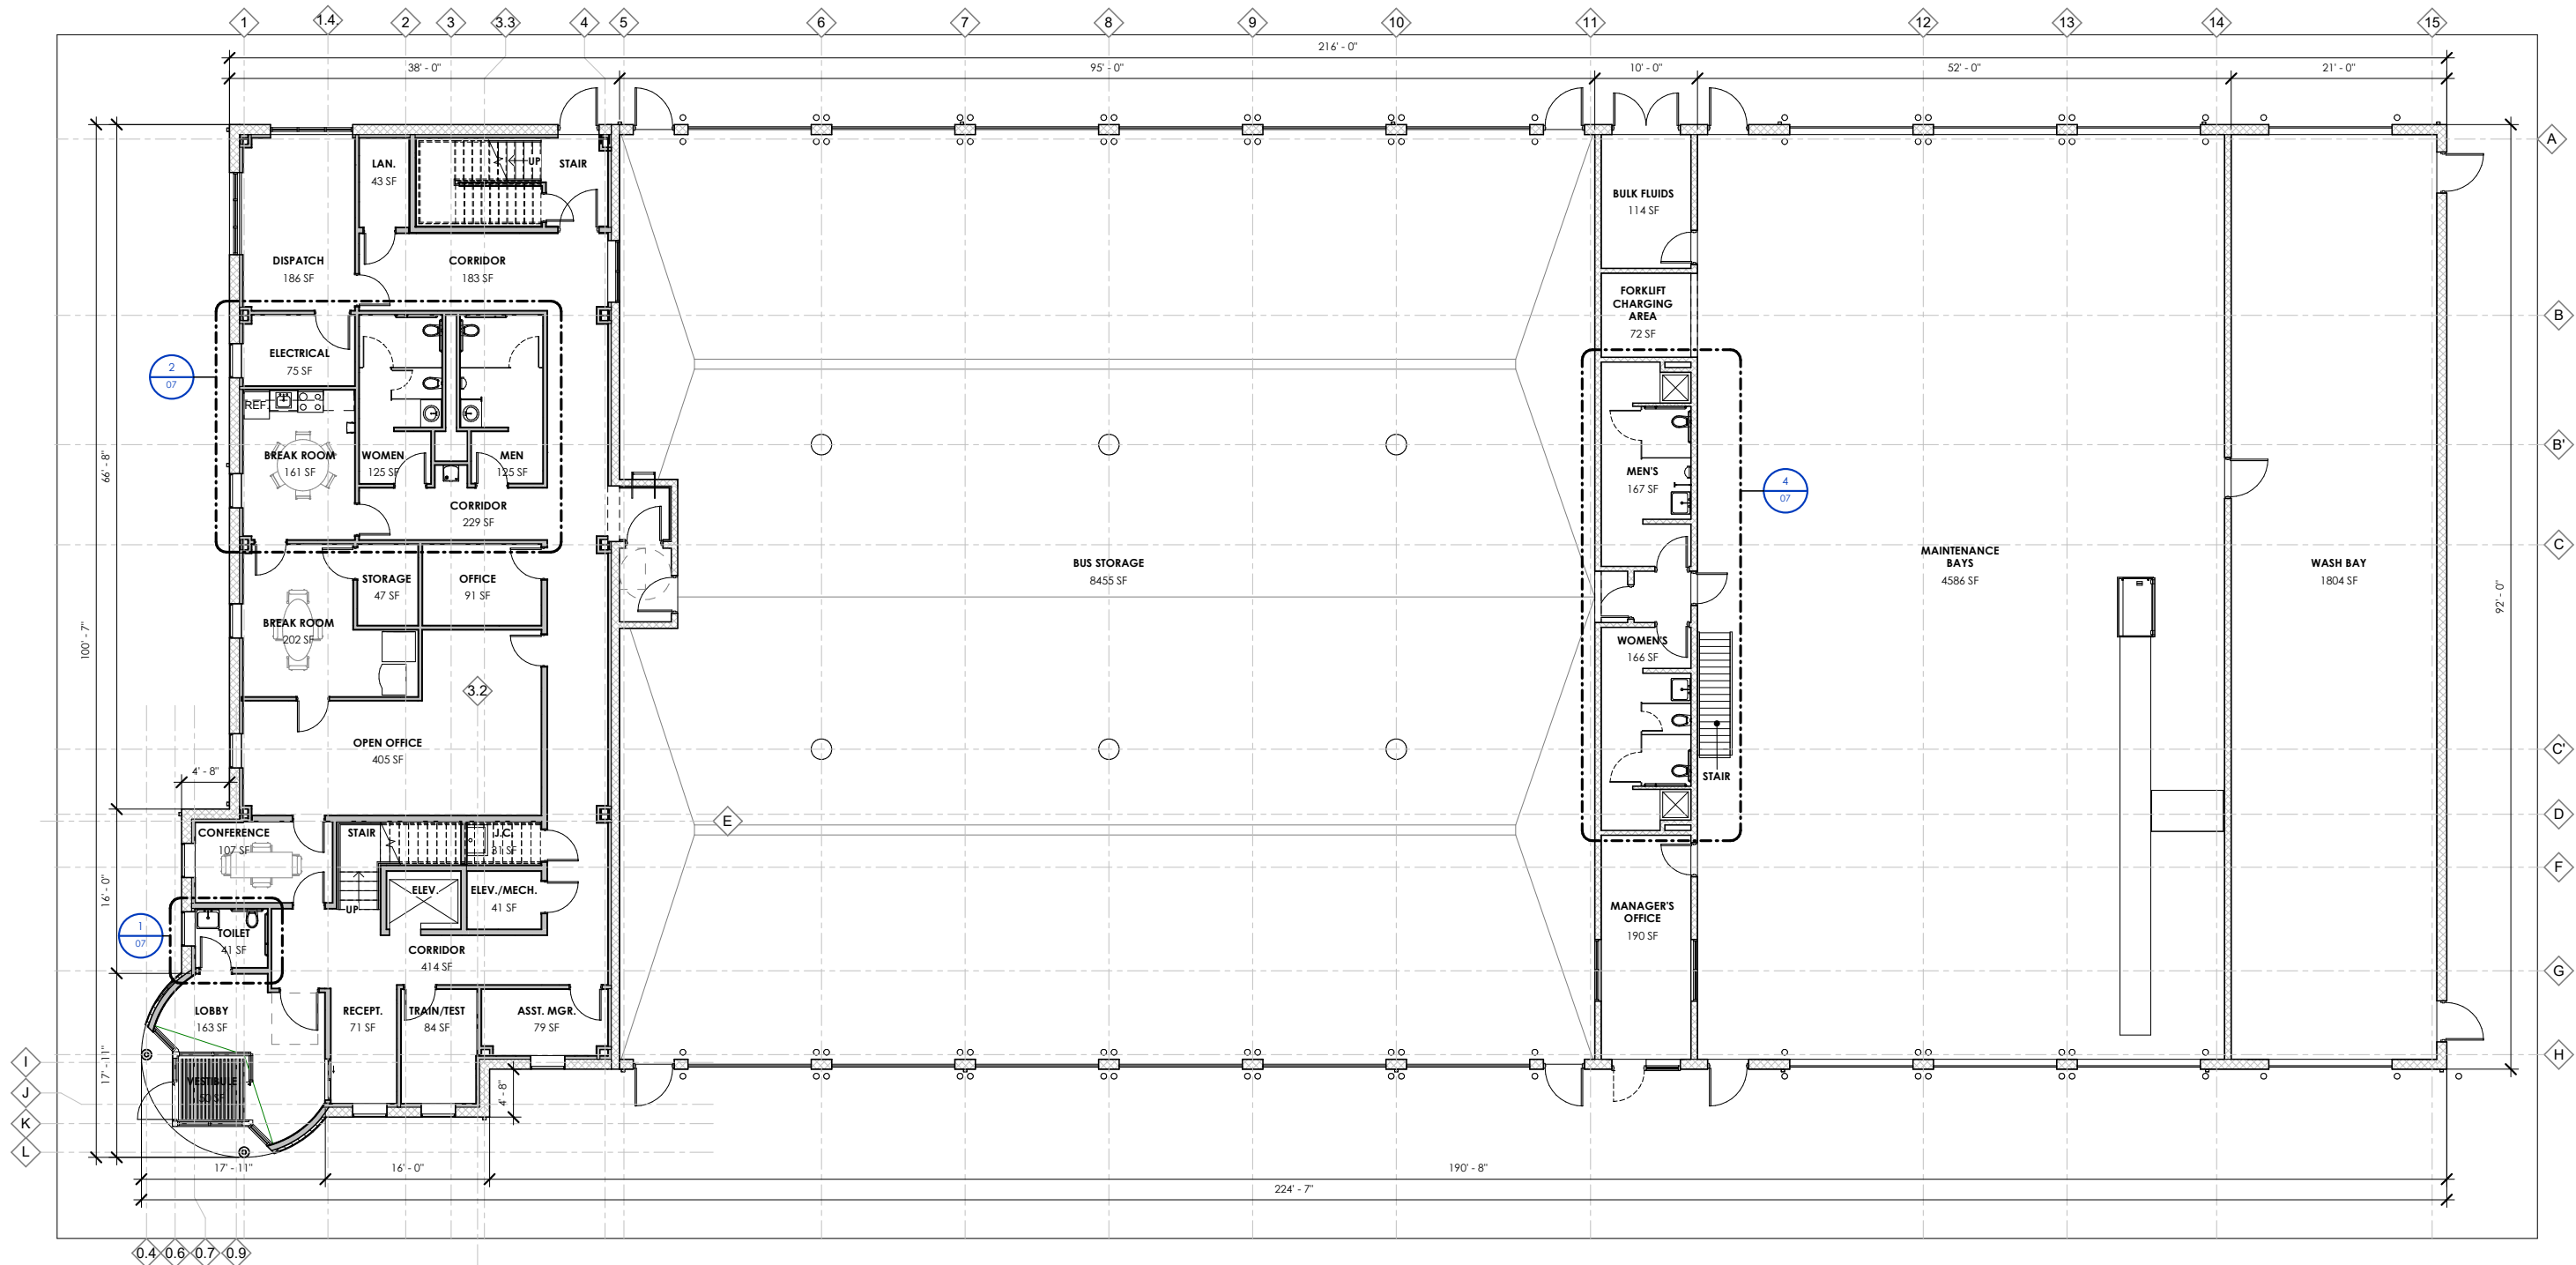 1 1.4. 2 3 3.3 4 5 6 7 8 9 10 11 12 13 14 15
216' - 0"
38' - 0" 95' - 0" 10' - 0" 52' - 0" 21' - 0"
A
LAN.
43 SF
UP
STAIR
BULK FLUIDS
114 SF
DISPATCH
186 SF
CORRIDOR
183 SF
FORKLIFT
CHARGING
AREA
72 SF
B
ELECTRICAL
75 SF
2
07
REF.
BREAK ROOM
161 SF
WOMEN
125 SF
MEN
125 SF
B'
66' - 8"
MEN'S
167 SF
4
07
CORRIDOR
229 SF
C
STORAGE
47 SF
OFFICE
91 SF
BUS STORAGE
8455 SF
MAINTENANCE
BAYS
4586 SF
WASH BAY
1804 SF
92' - 0"
BREAK ROOM
202 SF
100' - 7"
WOMEN'S
166 SF
3.2
OPEN OFFICE
405 SF
C'
4' - 8"
STAIR
E
D
CONFERENCE
107 SF
STAIR
J.C.
31 SF
F
16' - 0"
UP
ELEV.
ELEV./MECH.
41 SF
MANAGER'S
OFFICE
190 SF
1
07
TOILET
41 SF
CORRIDOR
414 SF
G
LOBBY
163 SF
RECEPT.
71 SF
TRAIN/TEST
84 SF
ASST. MGR.
79 SF
17' - 11"
I
H
VESTIBULE
50 SF
4' - 8"
J
K
L
17' - 11" 16' - 0" 190' - 8"
224' - 7"
0.4 0.6 0.7 0.9